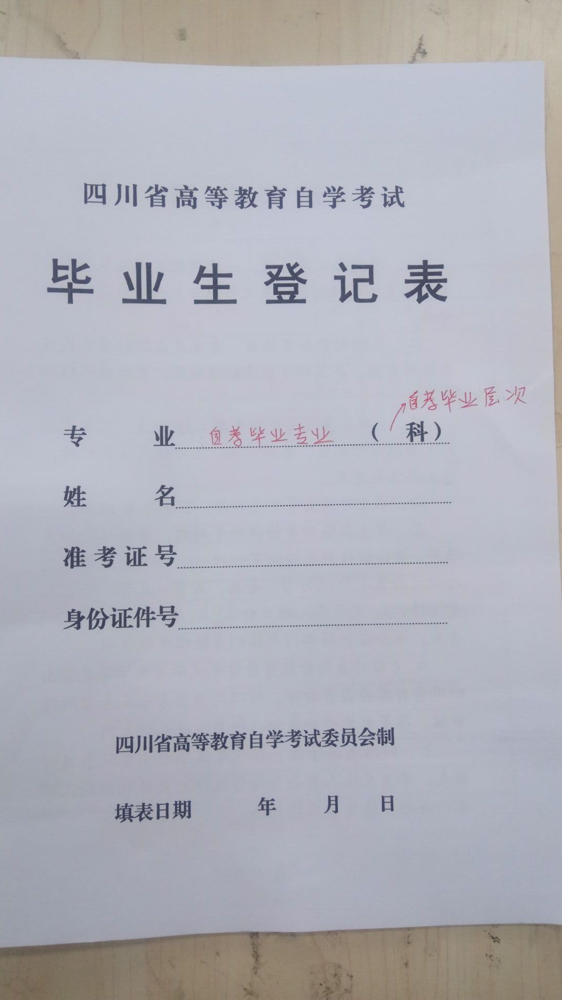 四川省高等教育自学考试
毕业生登记表
自考毕业层次
专业 自考毕业专业 （ 科）
姓名
准考证号
身份证件号
四川省高等教育自学考试委员会制
填表日期 年 月 日